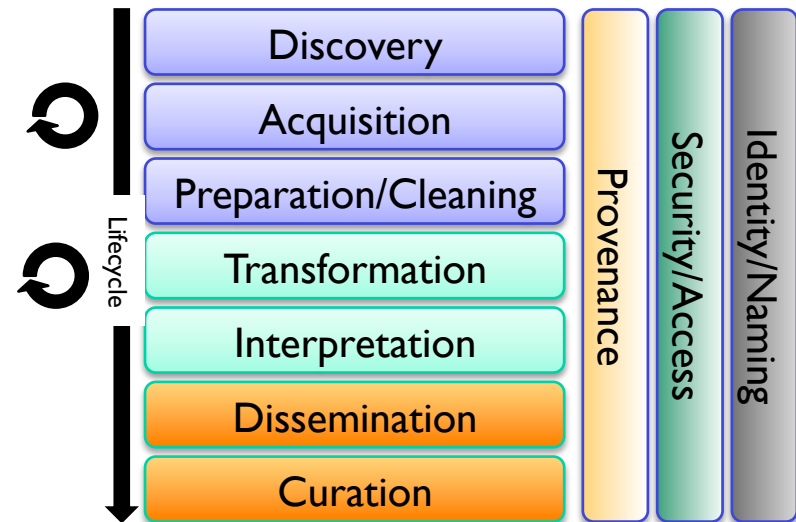 Lifecycle
Discovery
Acquisition
Preparation/Cleaning
Transformation
Interpretation
Dissemination
Curation
Provenance
Security/Access
Identity/Naming